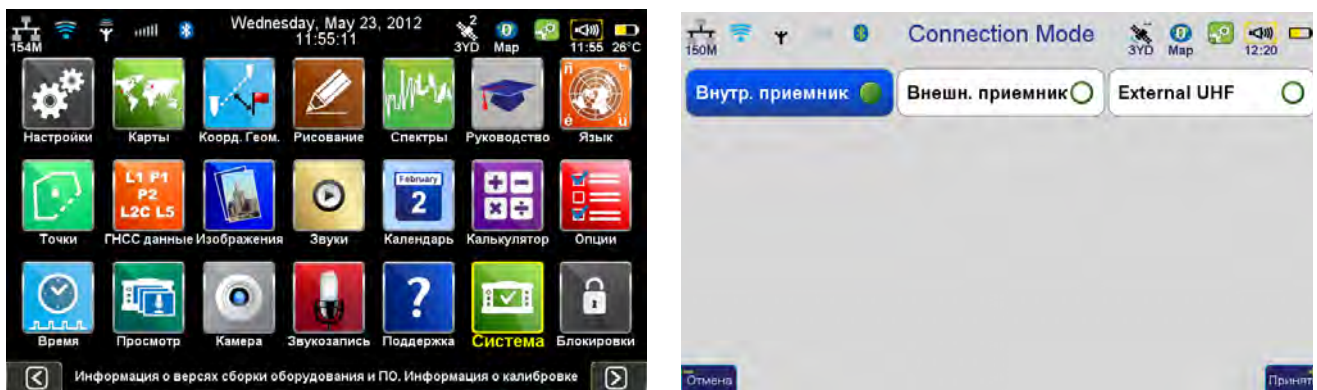 Wednesday, May 23, 2012
11:55:11
154M
2
3YD
Map
11:55 26°C
Настройки
Карты
Коорд. Геом.
Рисование
Спектры
Руководство
Язык
ñ
ь
é
ü
L1 P1
P2
L2C L5
February
2
Точки
ГНСС данные
Изображения
Звуки
Календарь
Калькулятор
Опции
?
Время
Просмотр
Камера
Звукозапись
Поддержка
Система
Блокировки
Информация о версях сборки оборудования и ПО. Информация о калибровке
150M
Connection Mode
3YD
Map
12:20
Внутр. приемник
Внешн. приемник
External UHF
Отмена
Принят